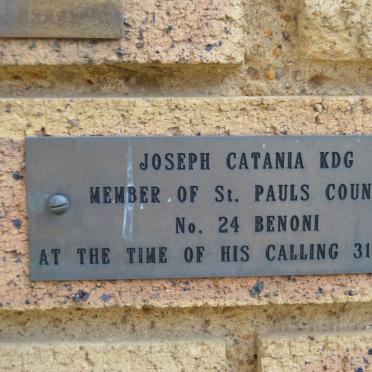 JOSEPH CATANIA KDG
MEMBER OF St. PAULS COUN
No. 24 BENONI
AT THE TIME OF HIS CALLING 31